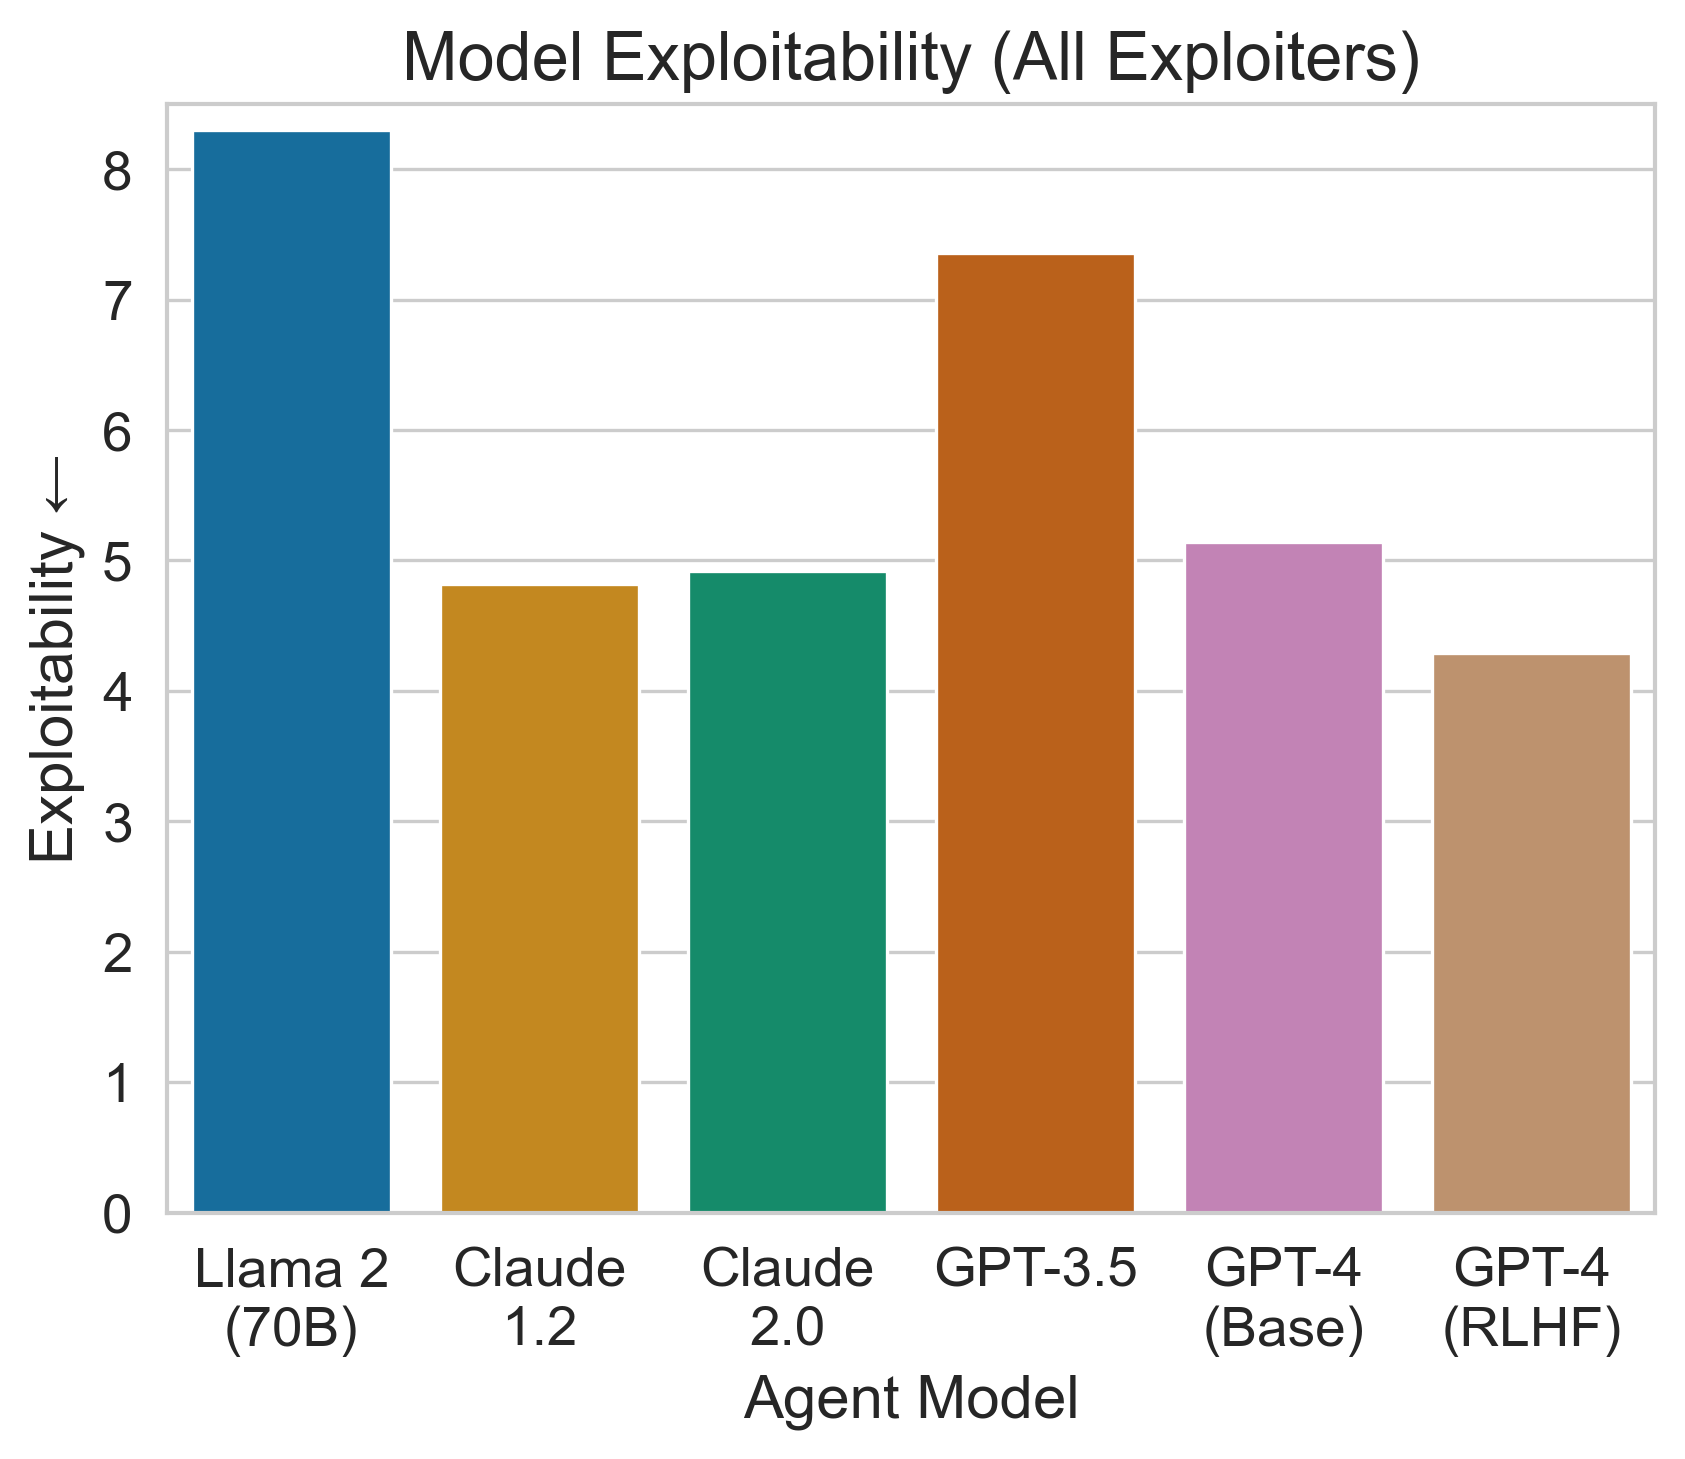 Model Exploitability (All Exploiters)
Exploitability ←
8
7
6
5
4
3
2
1
0
Llama 2
(70B)
Claude
1.2
Claude
2.0
GPT-3.5
GPT-4
(Base)
GPT-4
(RLHF)
Agent Model